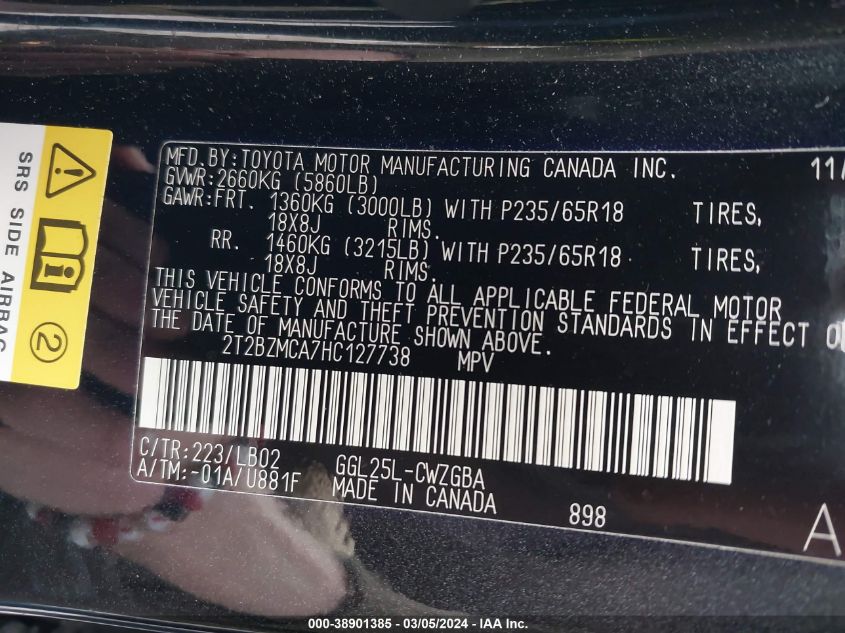 MFD.BY:TOYOTA MOTOR MANUFACTURING CANADA INC. 11/
GVWR:2660KG (5860LB)
GAWR:FRT. 1360KG (3000LB) WITH P235/65R18 TIRES,
18X8J RIMS.
RR. 1460KG (3215LB) WITH P235/65R18 TIRES,
18X8J RIMS.
THIS VEHICLE CONFORMS TO ALL APPLICABLE FEDERAL MOTOR
VEHICLE SAFETY AND THEFT PREVENTION STANDARDS IN EFFECT
THE DATE OF MANUFACTURE SHOWN ABOVE.
2T2BZMCA7HC127738 MPV
C/TR:223/LB02 GGL25L-CWZGBA
A/TM:-01A/U881F MADE IN CANADA 898
A
SRS SIDE AIRBAG
2
000-38901385 - 03/05/2024 - IAA Inc.